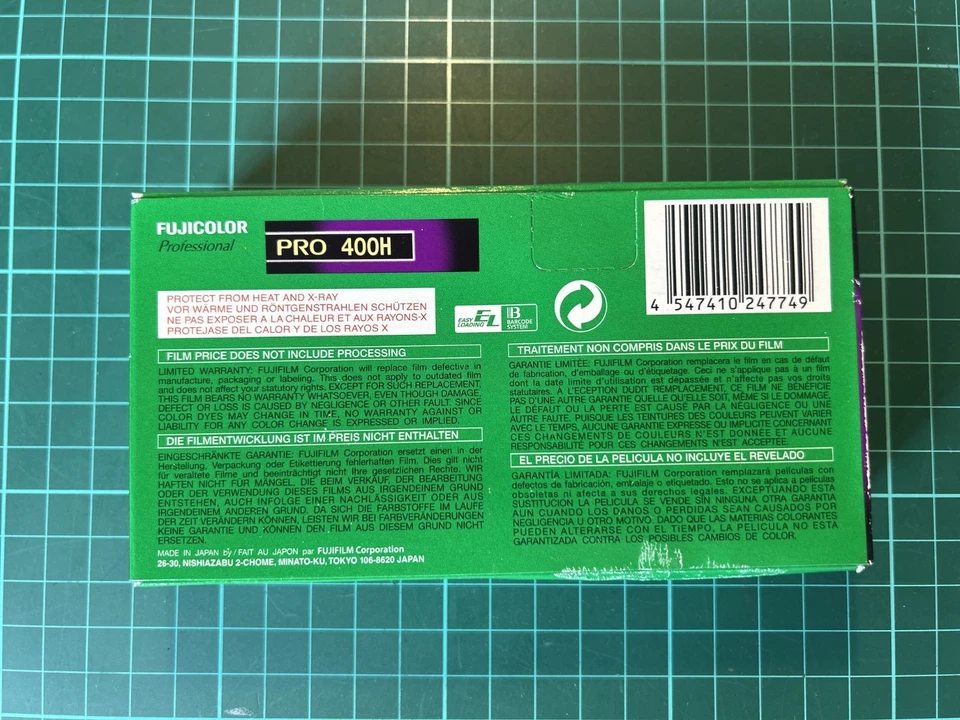 FUJICOLOR
Professional
PRO 400H
4 547410 247749
PROTECT FROM HEAT AND X-RAY
VOR WÄRME UND RÖNTGENSTRAHLEN SCHÜTZEN
NE PAS EXPOSER A LA CHALEUR ET AUX RAYONS-X
PROTEJASE DEL CALOR Y DE LOS RAYOS X
EASY
LOADING
EL
B
BARCODE
SYSTEM
FILM PRICE DOES NOT INCLUDE PROCESSING
LIMITED WARRANTY: FUJIFILM Corporation will replace film defective in
manufacture, packaging or labeling. This does not apply to outdated film
and does not affect your statutory rights. EXCEPT FOR SUCH REPLACEMENT,
THIS FILM BEARS NO WARRANTY WHATSOEVER, EVEN THOUGH DAMAGE,
DEFECT OR LOSS IS CAUSED BY NEGLIGENCE OR OTHER FAULT. SINCE
COLOR DYES MAY CHANGE IN TIME, NO WARRANTY AGAINST OR
LIABILITY FOR ANY COLOR CHANGE IS EXPRESSED OR IMPLIED.
DIE FILMENTWICKLUNG IST IM PREIS NICHT ENTHALTEN
EINGESCHRÄNKTE GARANTIE: FUJIFILM Corporation ersetzt einen in der
Herstellung, Verpackung oder Etikettierung fehlerhaften Film. Dies gilt nicht
für veraltete Filme und beeinträchtigt nicht Ihre gesetzlichen Rechte. WIR
HAFTEN NICHT FÜR MÄNGEL, DIE BEIM VERKAUF, DER BEARBEITUNG
ODER DER VERWENDUNG DIESES FILMS AUS IRGENDEINEM GRUND
ENTSTEHEN, AUCH INFOLGE EINER NACHLÄSSIGKEIT ODER AUS
IRGENDEINEM ANDEREN GRUND. DA SICH DIE FARBSTOFFE IM LAUFE
DER ZEIT VERÄNDERN KÖNNEN, LEISTEN WIR BEI FARBVERÄNDERUNGEN
KEINE GARANTIE UND KÖNNEN DEN FILM AUS DIESEM GRUND NICHT
ERSETZEN.
MADE IN JAPAN by/FAIT AU JAPON par FUJIFILM Corporation
26-30, NISHIAZABU 2-CHOME, MINATO-KU, TOKYO 106-8620 JAPAN
TRAITEMENT NON COMPRIS DANS LE PRIX DU FILM
GARANTIE LIMITÉE: FUJIFILM Corporation remplacera le film en cas de défaut
de fabrication, d'emballage ou d'étiquetage. Ceci ne s'applique pas à un film
dont la date limite d'utilisation est dépassée et n'affecte pas vos droits
statutaires. À L'ECEPTION DUDIT REMPLACEMENT, CE FILM NE BÉNÉFICIE
PAS D'UNE AUTRE GARANTIE QUELLE QU'ELLE SOIT, MÊME SI LE DOMMAGE,
LE DÉFAUT OU LA PERTE EST CAUSÉ PAR LA NÉGLIGENCE OU UNE
AUTRE FAUTE. PUISQUE LES TEINTURES DES COULEURS PEUVENT VARIER
AVEC LE TEMPS, AUCUNE GARANTIE EXPRESSE OU IMPLICITE CONCERNANT
CES CHANGEMENTS DE COULEURS N'EST DONNÉE ET AUCUNE
RESPONSABILITÉ POUR CES CHANGEMENTS N'EST ACCEPTÉE.
EL PRECIO DE LA PELICULA NO INCLUYE EL REVELADO
GARANTÍA LIMITADA: FUJIFILM Corporation remplazará películas con
defectos de fabricación, embalaje o etiquetado. Esto no se aplica a películas
obsoletas ni afecta a sus derechos legales. EXCEPTUANDO ESTA
SUSTITUCION LA PELICULA SE VENDE SIN NINGUNA OTRA GARANTIA
AUN CUANDO LOS DAÑOS O PERDIDAS SEAN CAUSADOS POR
NEGLIGENCIA U OTRO MOTIVO. DADO QUE LAS MATERIAS COLORANTES
PUEDEN ALTERARSE CON EL TIEMPO, LA PELICULA NO ESTA
GARANTIZADA CONTRA LOS POSIBLES CAMBIOS DE COLOR.